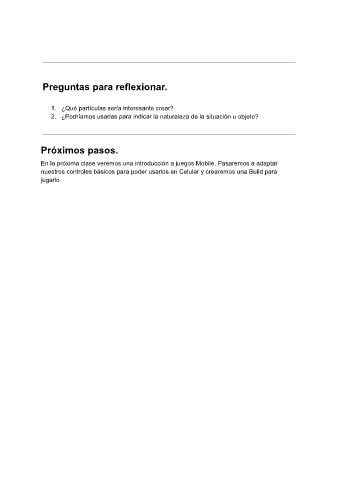 Preguntas para reflexionar.
1. ¿Qué partículas sería interesante crear?
2. ¿Podríamos usarlas para indicar la naturaleza de la situación u objeto?
Próximos pasos.
En la próxima clase veremos una introducción a juegos Mobile. Pasaremos a adaptar
nuestros controles básicos para poder usarlos en Celular y crearemos una Build para
jugarlo